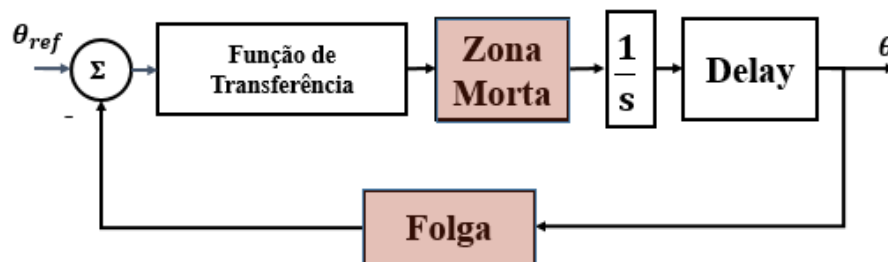 θref
Σ
-
Função de
Transferência
Zona
Morta
1
s
Delay
θ
Folga